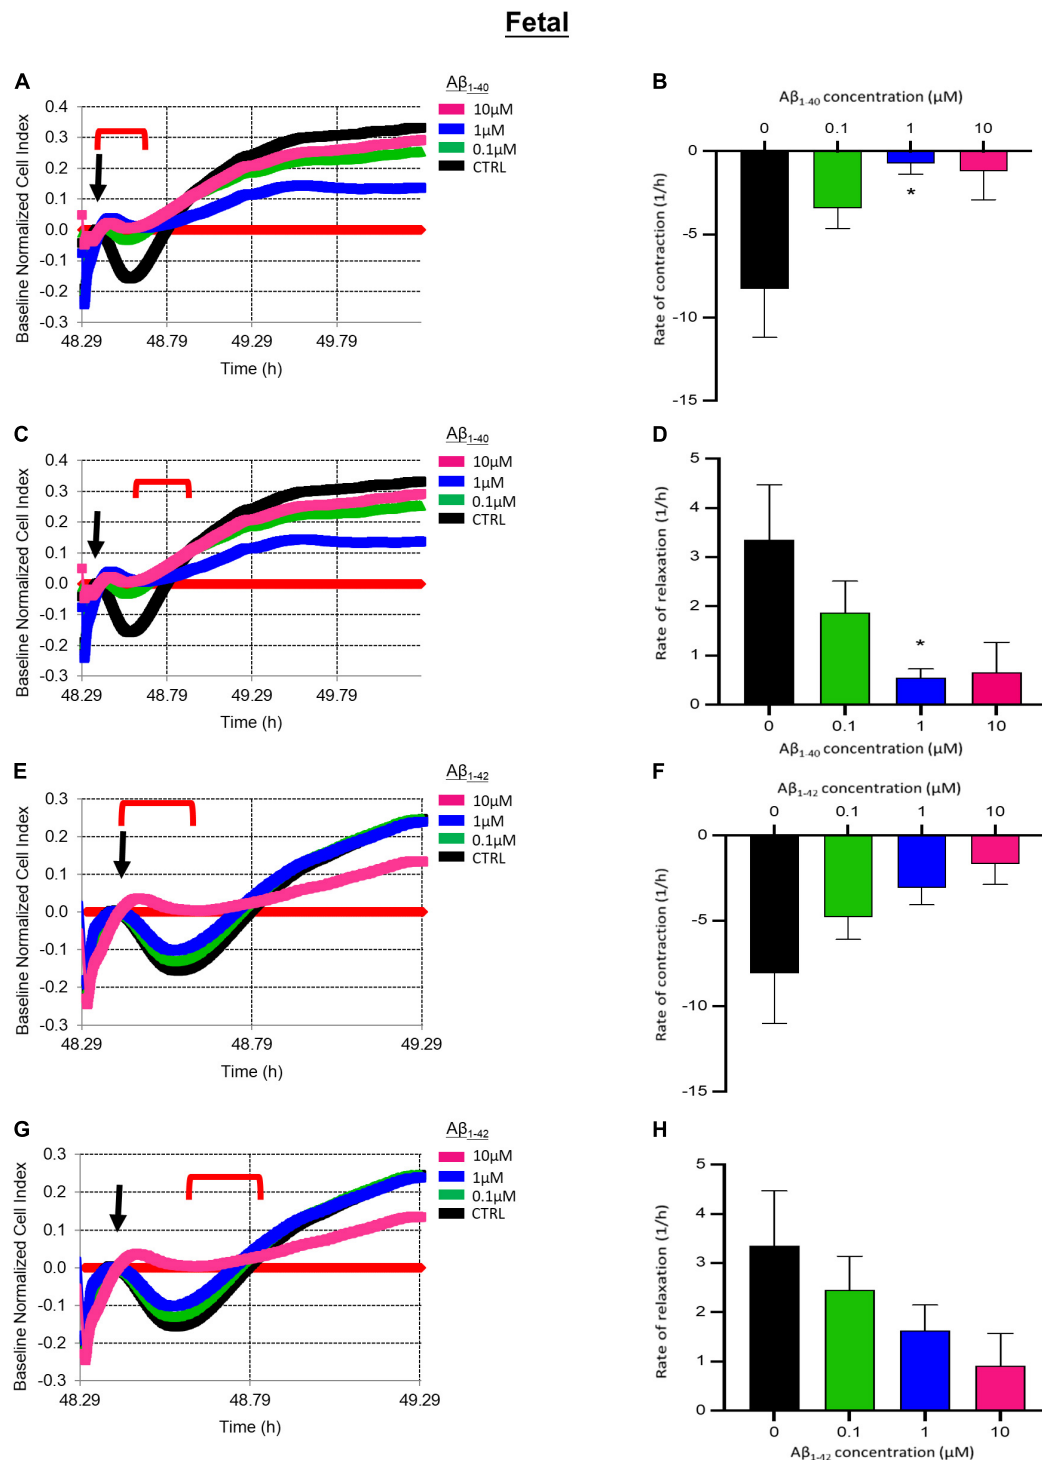 Fetal
A
Aβ1-40
10μM
1μM
0.1μM
CTRL
Baseline Normalized Cell Index
0.4
0.3
0.2
0.1
0.0
-0.1
-0.2
-0.3
48.29 48.79 49.29 49.79
Time (h)
B
Aβ1-40 concentration (μM)
0 0.1 1 10
Rate of contraction (1/h)
0
-5
-10
-15
*
C
Aβ1-40
10μM
1μM
0.1μM
CTRL
Baseline Normalized Cell Index
0.4
0.3
0.2
0.1
0.0
-0.1
-0.2
-0.3
48.29 48.79 49.29 49.79
Time (h)
D
Rate of relaxation (1/h)
5
4
3
2
1
0
*
0 0.1 1 10
Aβ1-40 concentration (μM)
E
Aβ1-42
10μM
1μM
0.1μM
CTRL
Baseline Normalized Cell Index
0.3
0.2
0.1
0.0
-0.1
-0.2
-0.3
48.29 48.79 49.29
Time (h)
F
Aβ1-42 concentration (μM)
0 0.1 1 10
Rate of contraction (1/h)
0
-5
-10
-15
G
Aβ1-42
10μM
1μM
0.1μM
CTRL
Baseline Normalized Cell Index
0.3
0.2
0.1
0.0
-0.1
-0.2
-0.3
48.29 48.79 49.29
Time (h)
H
Rate of relaxation (1/h)
5
4
3
2
1
0
0 0.1 1 10
Aβ1-42 concentration (μM)